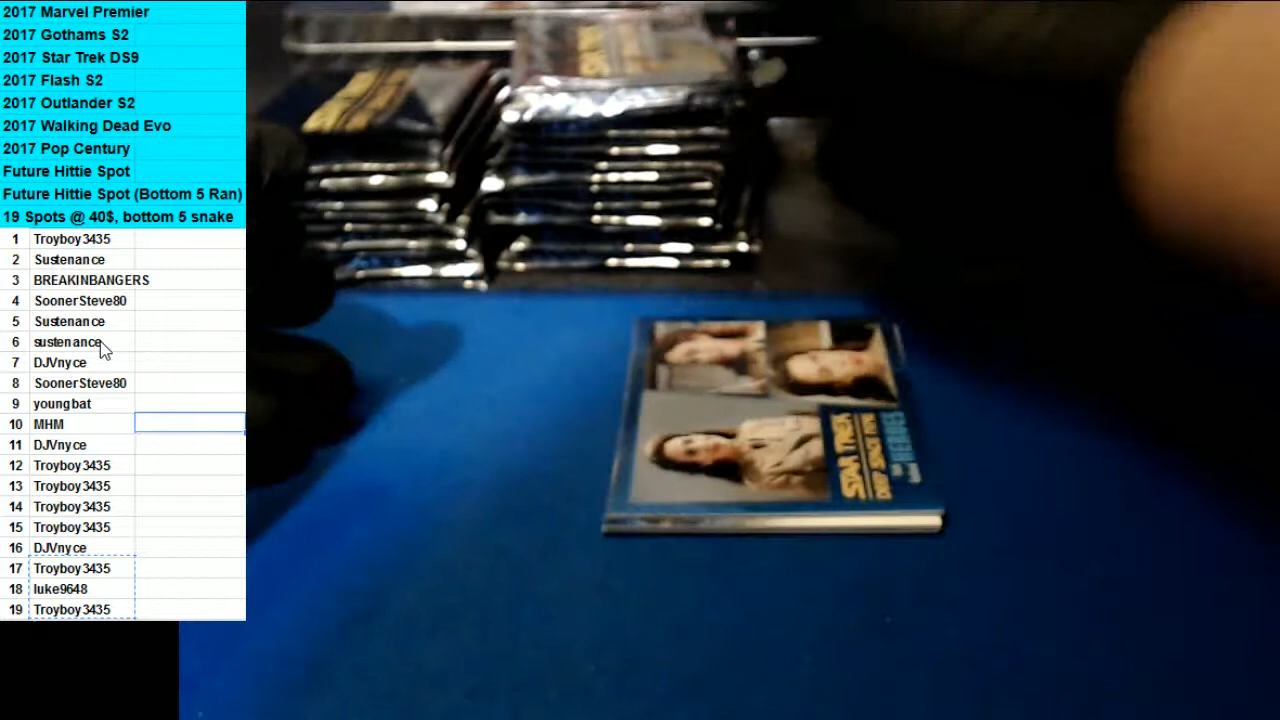 2017 Marvel Premier
2017 Gothams S2
2017 Star Trek DS9
2017 Flash S2
2017 Outlander S2
2017 Walking Dead Evo
2017 Pop Century
Future Hittie Spot
Future Hittie Spot (Bottom 5 Ran)
19 Spots @ 40$, bottom 5 snake
1 Troyboy3435
2 Sustenance
3 BREAKINBANGERS
4 SoonerSteve80
5 Sustenance
6 sustenance
7 DJVnyce
8 SoonerSteve80
9 youngbat
10 MHM
11 DJVnyce
12 Troyboy3435
13 Troyboy3435
14 Troyboy3435
15 Troyboy3435
16 DJVnyce
17 Troyboy3435
18 luke9648
19 Troyboy3435
STAR TREK
DEEP SPACE NINE
HEROES